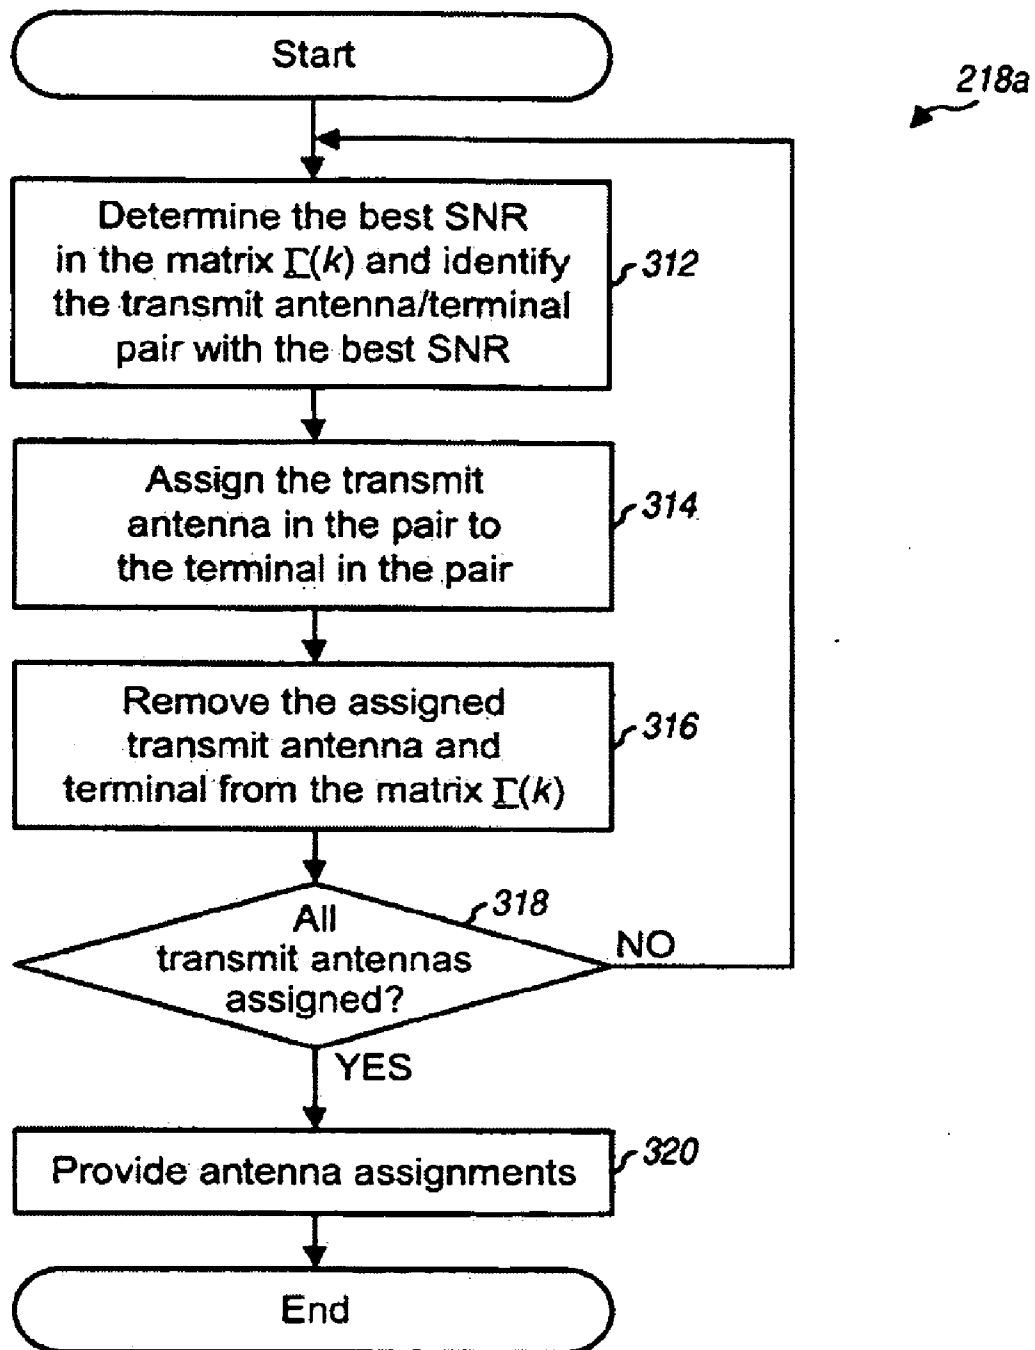 Start
218a
Determine the best SNR
in the matrix Γ(k) and identify
the transmit antenna/terminal
pair with the best SNR
312
Assign the transmit
antenna in the pair to
the terminal in the pair
314
Remove the assigned
transmit antenna and
terminal from the matrix Γ(k)
316
All
transmit antennas
assigned?
318
NO
YES
Provide antenna assignments
320
End